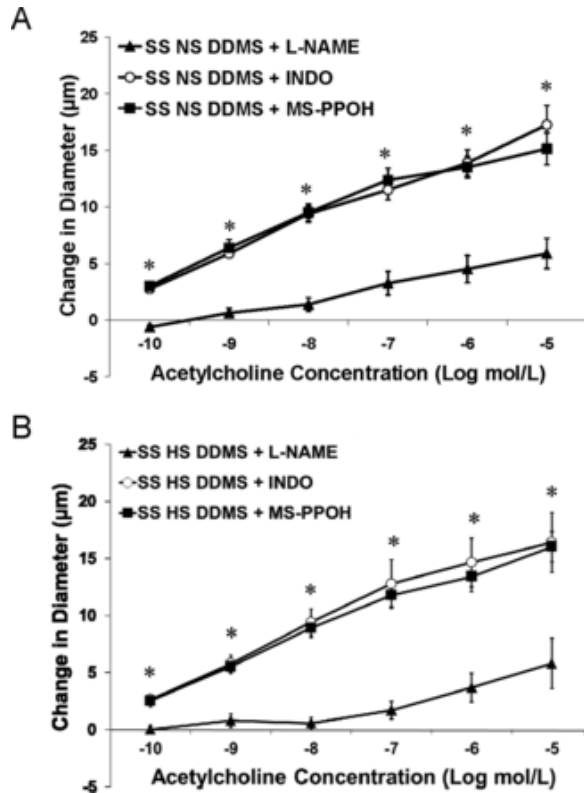 A
SS NS DDMS + L-NAME
SS NS DDMS + INDO
SS NS DDMS + MS-PPOH
Change in Diameter (µm)
25
20
15
10
5
0
-5
* * * * * *
-10 -9 -8 -7 -6 -5
Acetylcholine Concentration (Log mol/L)
B
SS HS DDMS + L-NAME
SS HS DDMS + INDO
SS HS DDMS + MS-PPOH
Change in Diameter (µm)
25
20
15
10
5
0
-5
* * * * * *
-10 -9 -8 -7 -6 -5
Acetylcholine Concentration (Log mol/L)